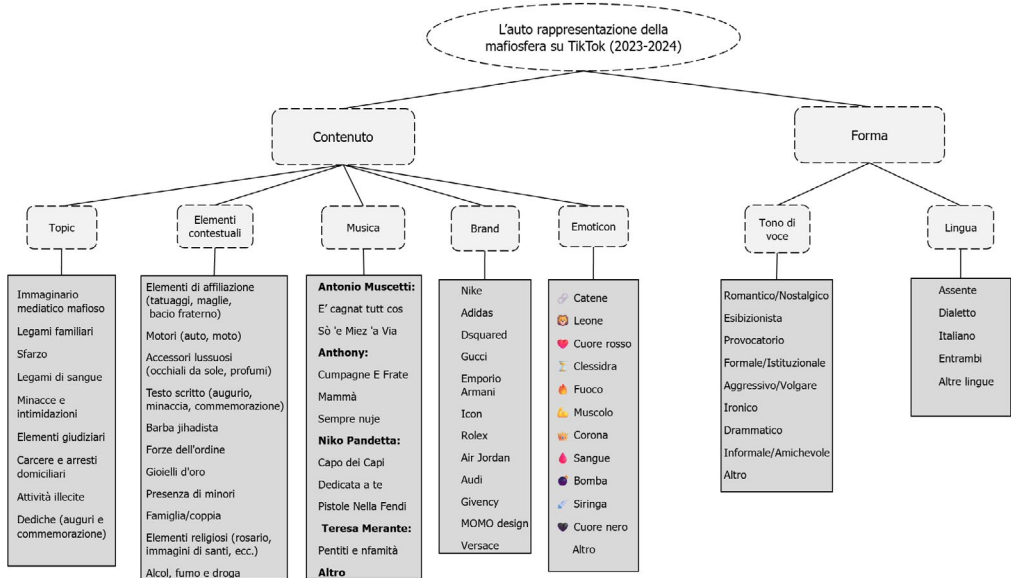 L'auto rappresentazione della
mafiosfera su TikTok (2023-2024)
Contenuto
Forma
Topic
Elementi
contestuali
Musica
Brand
Emoticon
Tono di
voce
Lingua
Immaginario
mediatico mafioso
Legami familiari
Sfarzo
Legami di sangue
Minacce e
intimidazioni
Elementi giudiziari
Carcere e arresti
domiciliari
Attività illecite
Dediche (auguri e
commemorazione)
Elementi di affiliazione
(tatuaggi, maglie,
bacio fraterno)
Motori (auto, moto)
Accessori lussuosi
(occhiali da sole, profumi)
Testo scritto (augurio,
minaccia, commemorazione)
Barba jihadista
Forze dell'ordine
Gioielli d'oro
Presenza di minori
Famiglia/coppia
Elementi religiosi (rosario,
immagini di santi, ecc.)
Alcol, fumo e droga
Antonio Muscetti:
E' cagnat tutt cos
Sò 'e Miez 'a Via
Anthony:
Cumpagne E Frate
Mammà
Sempre nuje
Niko Pandetta:
Capo dei Capi
Dedicata a te
Pistole Nella Fendi
Teresa Merante:
Pentiti e nfamità
Altro
Nike
Adidas
Dsquared
Gucci
Emporio
Armani
Icon
Rolex
Air Jordan
Audi
Givency
MOMO design
Versace
Catene
Leone
Cuore rosso
Clessidra
Fuoco
Muscolo
Corona
Sangue
Bomba
Siringa
Cuore nero
Altro
Romantico/Nostalgico
Esibizionista
Provocatorio
Formale/Istituzionale
Aggressivo/Volgare
Ironico
Drammatico
Informale/Amichevole
Altro
Assente
Dialetto
Italiano
Entrambi
Altre lingue